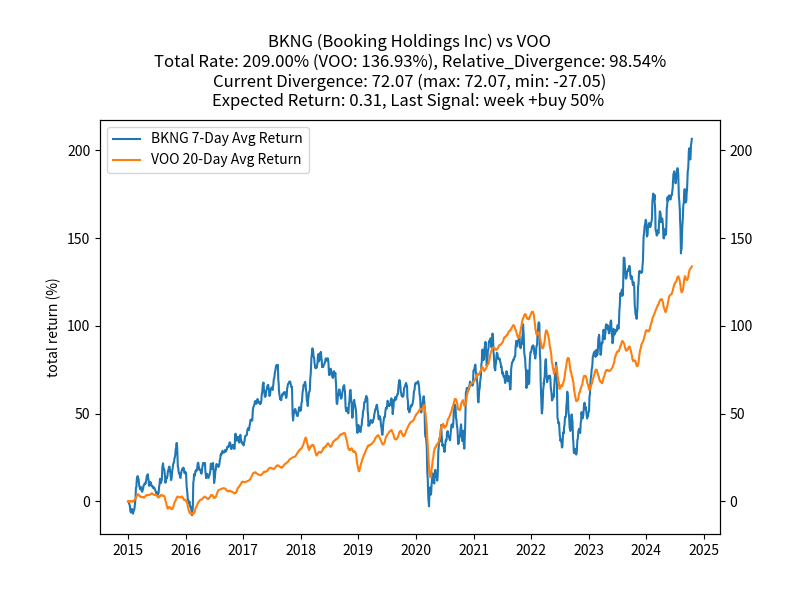 BKNG (Booking Holdings Inc) vs VOO
Total Rate: 209.00% (VOO: 136.93%), Relative_Divergence: 98.54%
Current Divergence: 72.07 (max: 72.07, min: -27.05)
Expected Return: 0.31, Last Signal: week +buy 50%
BKNG 7-Day Avg Return
VOO 20-Day Avg Return
total return (%)
200 200
150 150
100 100
50 50
0 0
2015 2016 2017 2018 2019 2020 2021 2022 2023 2024 2025